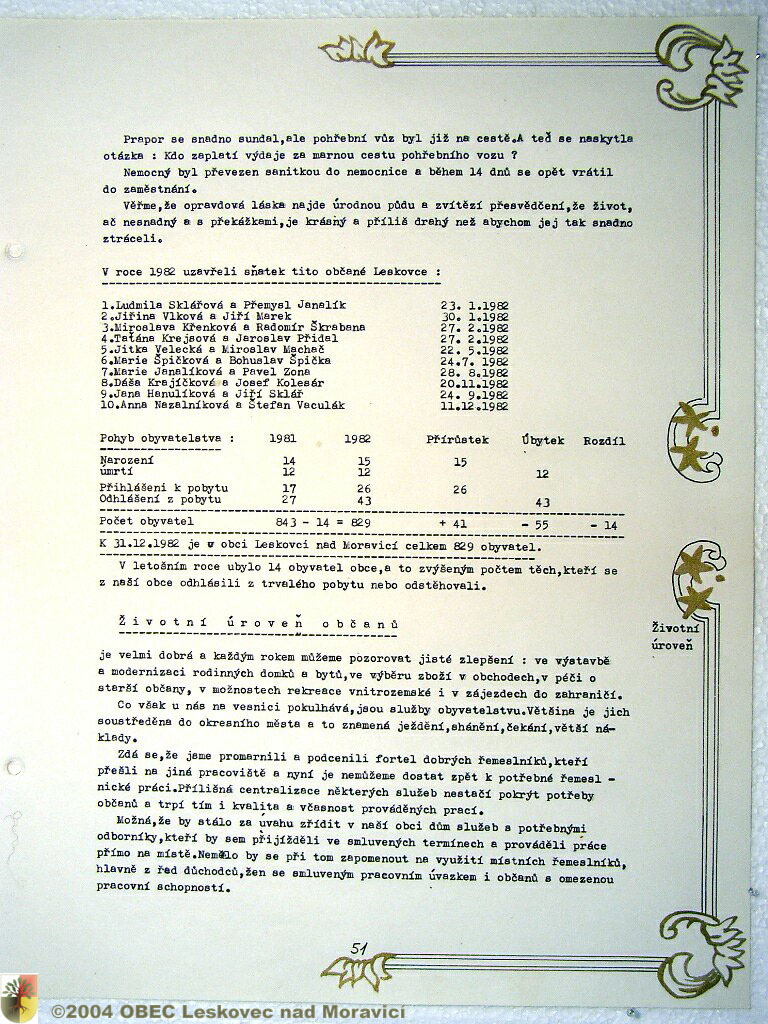 Prapor se snadno sundal,ale pohřební vůz byl již na cestě.A teď se naskytla
otázka : Kdo zaplatí výdaje za marnou cestu pohřebního vozu ?
Nemocný byl převezen sanitkou do nemocnice a během 14 dnů se opět vrátil
do zaměstnání.
Věřme,že opravdová láska najde úrodnou půdu a zvítězí přesvědčení,že život,
ač nesnadný a s překážkami,je krásný a příliš drahý než abychom jej tak snadno
ztráceli.
V roce 1982 uzavřeli sňatek tito občané Leskovce :
1.Ludmila Sklářová a Přemysl Janalík 23. 1.1982
2.Jiřina Vlková a Jiří Marek 30. 1.1982
3.Miroslava Křenková a Radomír Škrabana 27. 2.1982
4.Taťána Krejsová a Jaroslav Přidal 27. 2.1982
5.Jitka Velecká a Miroslav Machač 22. 5.1982
6.Marie Špičková a Bohuslav Špička 24.7. 1982
7.Marie Janalíková a Pavel Zona 28. 8.1982
8.Dáša Krajíčková a Josef Kolesár 20.11.1982
9.Jana Hanulíková a Jiří Sklář 24. 9.1982
10.Anna Nazalníková a Štefan Vaculák 11.12.1982
Pohyb obyvatelstva : 1981 1982 Přírůstek Úbytek Rozdíl
Narození 14 15 15
úmrtí 12 12 12
Přihlášeni k pobytu 17 26 26
Odhlášení z pobytu 27 43 43
Počet obyvatel 843 - 14 = 829 + 41 - 55 - 14
K 31.12.1982 je v obci Leskovci nad Moravicí celkem 829 obyvatel.
V letošním roce ubylo 14 obyvatel obce,a to zvýšeným počtem těch,kteří se
z naší obce odhlásili z trvalého pobytu nebo odstěhovali.
Životní úroveň občanů
Životní
úroveň
je velmi dobrá a každým rokem můžeme pozorovat jisté zlepšení : ve výstavbě
a modernizaci rodinných domků a bytů,ve výběru zboží v obchodech,v péči o
starší občany, v možnostech rekreace vnitrozemské i v zájezdech do zahraničí.
Co však u nás na vesnici pokulhává,jsou služby obyvatelstvu.Většina je jich
soustředěna do okresního města a to znamená ježdění,shánění,čekání,větší ná-
klady.
Zdá se,že jsme promarnili a podcenili fortel dobrých řemeslníků,kteří
přešli na jiná pracoviště a nyní je nemůžeme dostat zpět k potřebné řemesl -
nické práci.Přílišná centralizace některých služeb nestačí pokrýt potřeby
občanů a trpí tím i kvalita a včasnost prováděných prací.
Možná,že by stálo za úvahu zřídit v naší obci dům služeb s potřebnými
odborníky,kteří by sem přijížděli ve smluvených termínech a prováděli práce
přímo na místě.Nemělo by se při tom zapomenout na využití místních řemeslníků,
hlavně z řad důchodců,žen se smluveným pracovním úvazkem i občanů s omezenou
pracovní schopností.
51
©2004 OBEC Leskovec nad Moravicí